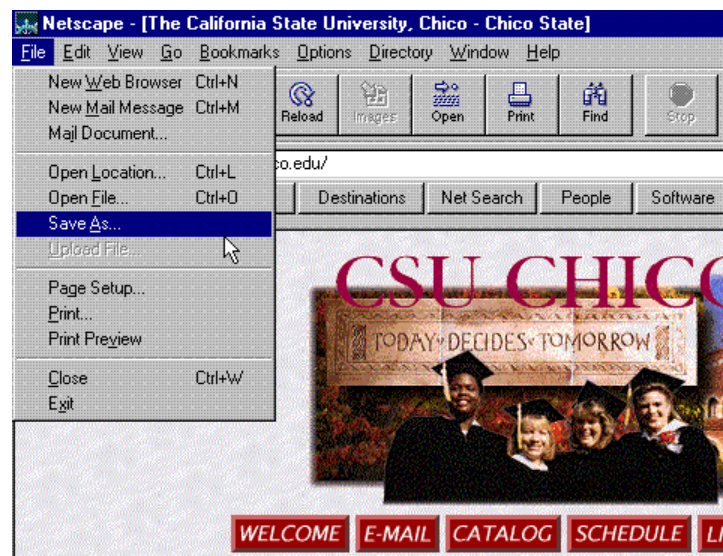 Netscape - [The California State University, Chico - Chico State]
File Edit View Go Bookmarks Options Directory Window Help
New Web Browser Ctrl+N
New Mail Message Ctrl+M
Mail Document...
Open Location... Ctrl+L
Open File... Ctrl+O
Save As...
Upload File...
Page Setup...
Print...
Print Preview
Close Ctrl+W
Exit
Reload Images Open Print Find Stop
co.edu/
Destinations Net Search People Software
CSU CHICO
TODAY DECIDES TOMORROW
WELCOME E-MAIL CATALOG SCHEDULE LI